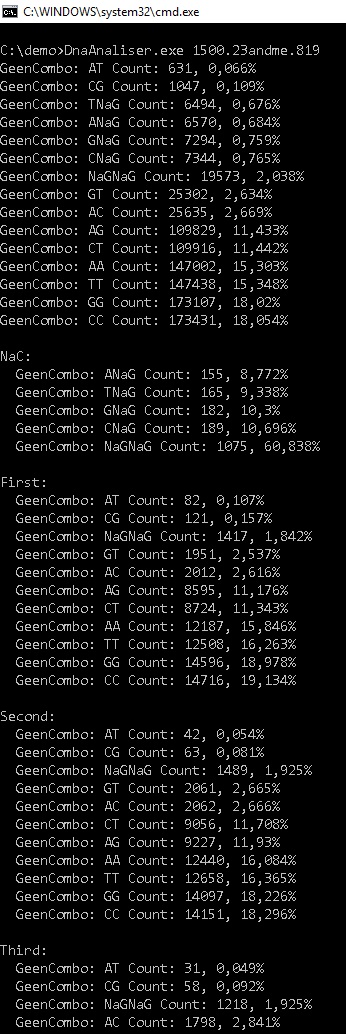 C:\WINDOWS\system32\cmd.exe
C:\demo>DnaAnaliser.exe 1500.23andme.819
GeenCombo: AT Count: 631, 0,066%
GeenCombo: CG Count: 1047, 0,109%
GeenCombo: TNaG Count: 6494, 0,676%
GeenCombo: ANaG Count: 6570, 0,684%
GeenCombo: GNaG Count: 7294, 0,759%
GeenCombo: CNaG Count: 7344, 0,765%
GeenCombo: NaGNaG Count: 19573, 2,038%
GeenCombo: GT Count: 25302, 2,634%
GeenCombo: AC Count: 25635, 2,669%
GeenCombo: AG Count: 109829, 11,433%
GeenCombo: CT Count: 109916, 11,442%
GeenCombo: AA Count: 147002, 15,303%
GeenCombo: TT Count: 147438, 15,348%
GeenCombo: GG Count: 173107, 18,02%
GeenCombo: CC Count: 173431, 18,054%
NaC:
GeenCombo: ANaG Count: 155, 8,772%
GeenCombo: TNaG Count: 165, 9,338%
GeenCombo: GNaG Count: 182, 10,3%
GeenCombo: CNaG Count: 189, 10,696%
GeenCombo: NaGNaG Count: 1075, 60,838%
First:
GeenCombo: AT Count: 82, 0,107%
GeenCombo: CG Count: 121, 0,157%
GeenCombo: NaGNaG Count: 1417, 1,842%
GeenCombo: GT Count: 1951, 2,537%
GeenCombo: AC Count: 2012, 2,616%
GeenCombo: AG Count: 8595, 11,176%
GeenCombo: CT Count: 8724, 11,343%
GeenCombo: AA Count: 12187, 15,846%
GeenCombo: TT Count: 12508, 16,263%
GeenCombo: GG Count: 14596, 18,978%
GeenCombo: CC Count: 14716, 19,134%
Second:
GeenCombo: AT Count: 42, 0,054%
GeenCombo: CG Count: 63, 0,081%
GeenCombo: NaGNaG Count: 1489, 1,925%
GeenCombo: GT Count: 2061, 2,665%
GeenCombo: AC Count: 2062, 2,666%
GeenCombo: CT Count: 9056, 11,708%
GeenCombo: AG Count: 9227, 11,93%
GeenCombo: AA Count: 12440, 16,084%
GeenCombo: TT Count: 12658, 16,365%
GeenCombo: GG Count: 14097, 18,226%
GeenCombo: CC Count: 14151, 18,296%
Third:
GeenCombo: AT Count: 31, 0,049%
GeenCombo: CG Count: 58, 0,092%
GeenCombo: NaGNaG Count: 1218, 1,925%
GeenCombo: AC Count: 1798, 2,841%